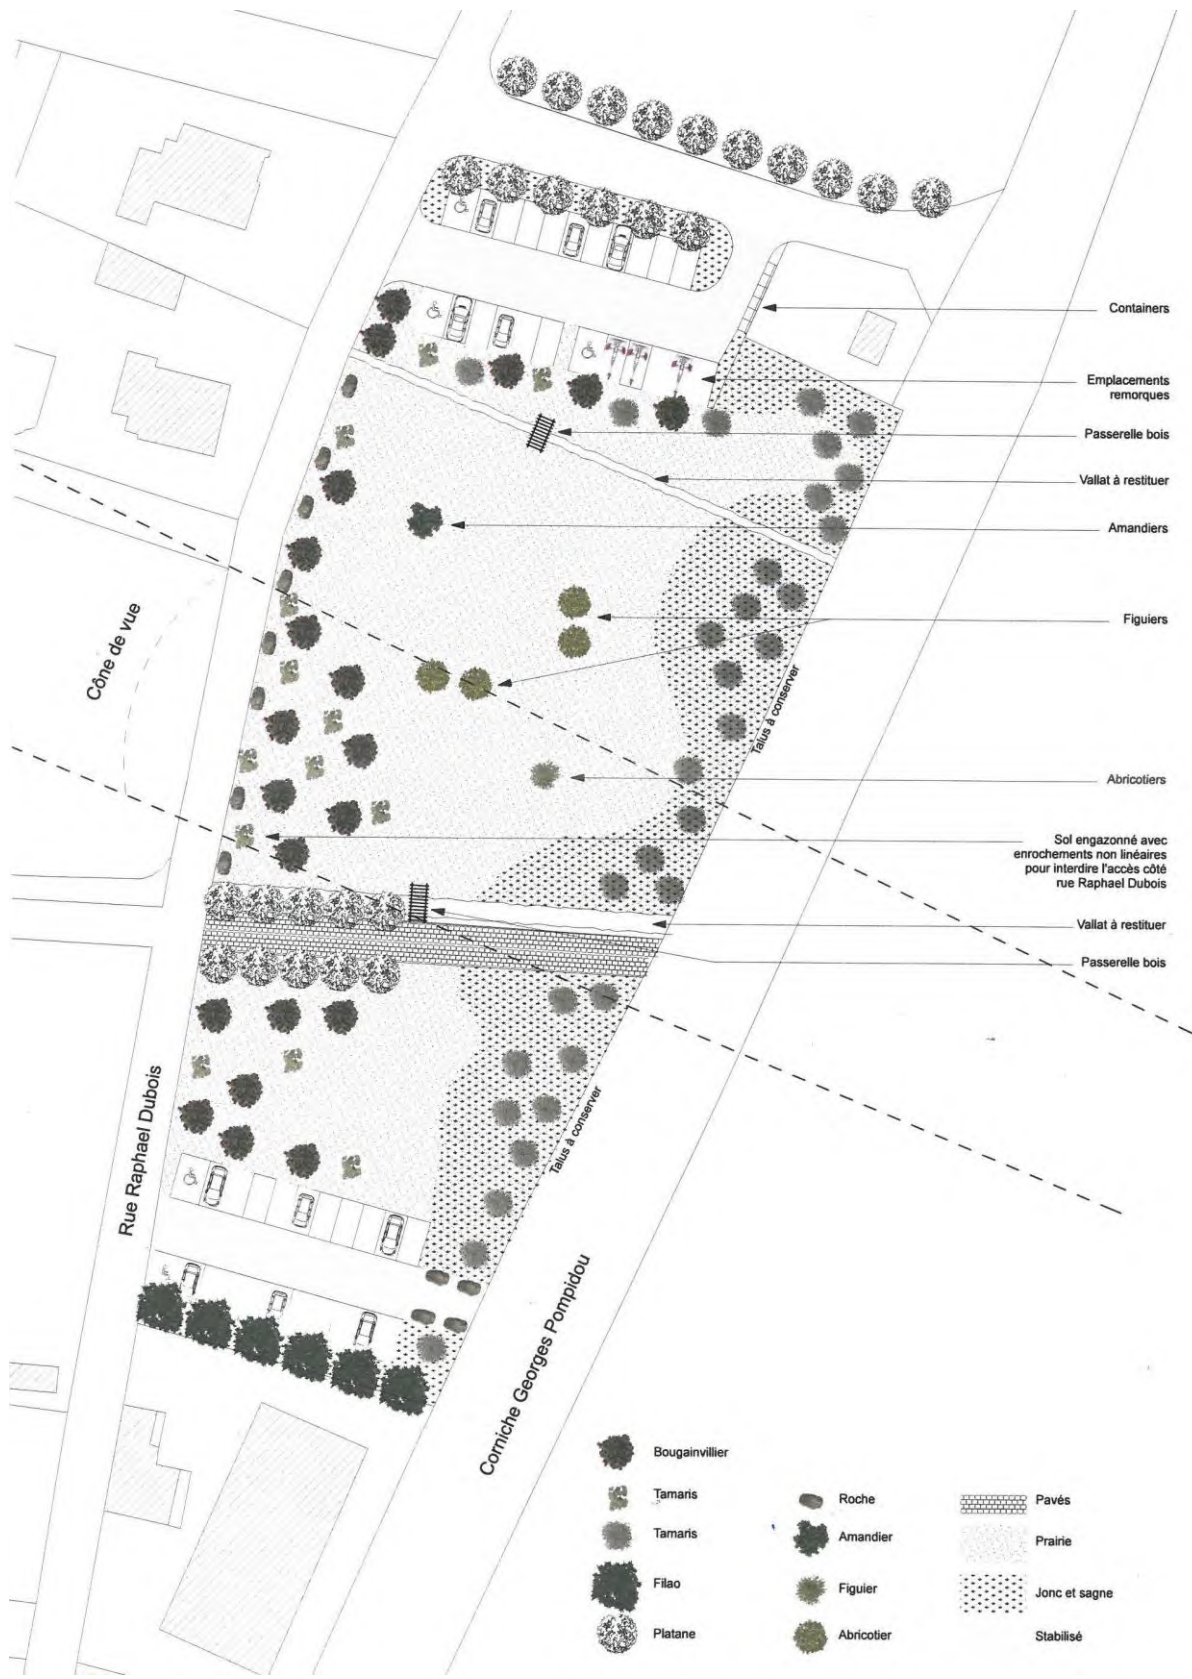 Containers
Emplacements
remorques
Passerelle bois
Vallat à restituer
Amandiers
Figuiers
Cône de vue
Talus à conserver
Abricotiers
Sol engazonné avec
enrochements non linéaires
pour interdire l'accès côté
rue Raphael Dubois
Vallat à restituer
Passerelle bois
Rue Raphael Dubois
Talus à conserver
Corniche Georges Pompidou
Bougainvillier
Tamaris
Tamaris
Filao
Platane
Roche
Amandier
Figuier
Abricotier
Pavés
Prairie
Jonc et sagne
Stabilisé